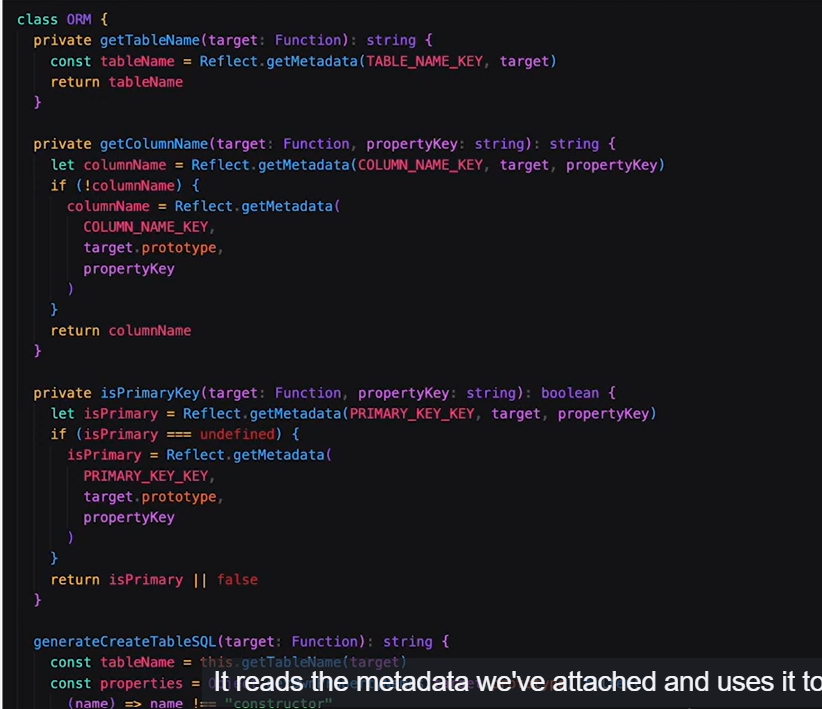 class ORM {
private getTableName(target: Function): string {
const tableName = Reflect.getMetadata(TABLE_NAME_KEY, target)
return tableName
}
private getColumnName(target: Function, propertyKey: string): string {
let columnName = Reflect.getMetadata(COLUMN_NAME_KEY, target, propertyKey)
if (!columnName) {
columnName = Reflect.getMetadata(
COLUMN_NAME_KEY,
target.prototype,
propertyKey
)
}
return columnName
}
private isPrimaryKey(target: Function, propertyKey: string): boolean {
let isPrimary = Reflect.getMetadata(PRIMARY_KEY_KEY, target, propertyKey)
if (isPrimary === undefined) {
isPrimary = Reflect.getMetadata(
PRIMARY_KEY_KEY,
target.prototype,
propertyKey
)
}
return isPrimary || false
}
generateCreateTableSQL(target: Function): string {
const tableName = this.getTableName(target)
const properties =
(name) => name !== "constructor"
It reads the metadata we've attached and uses it to